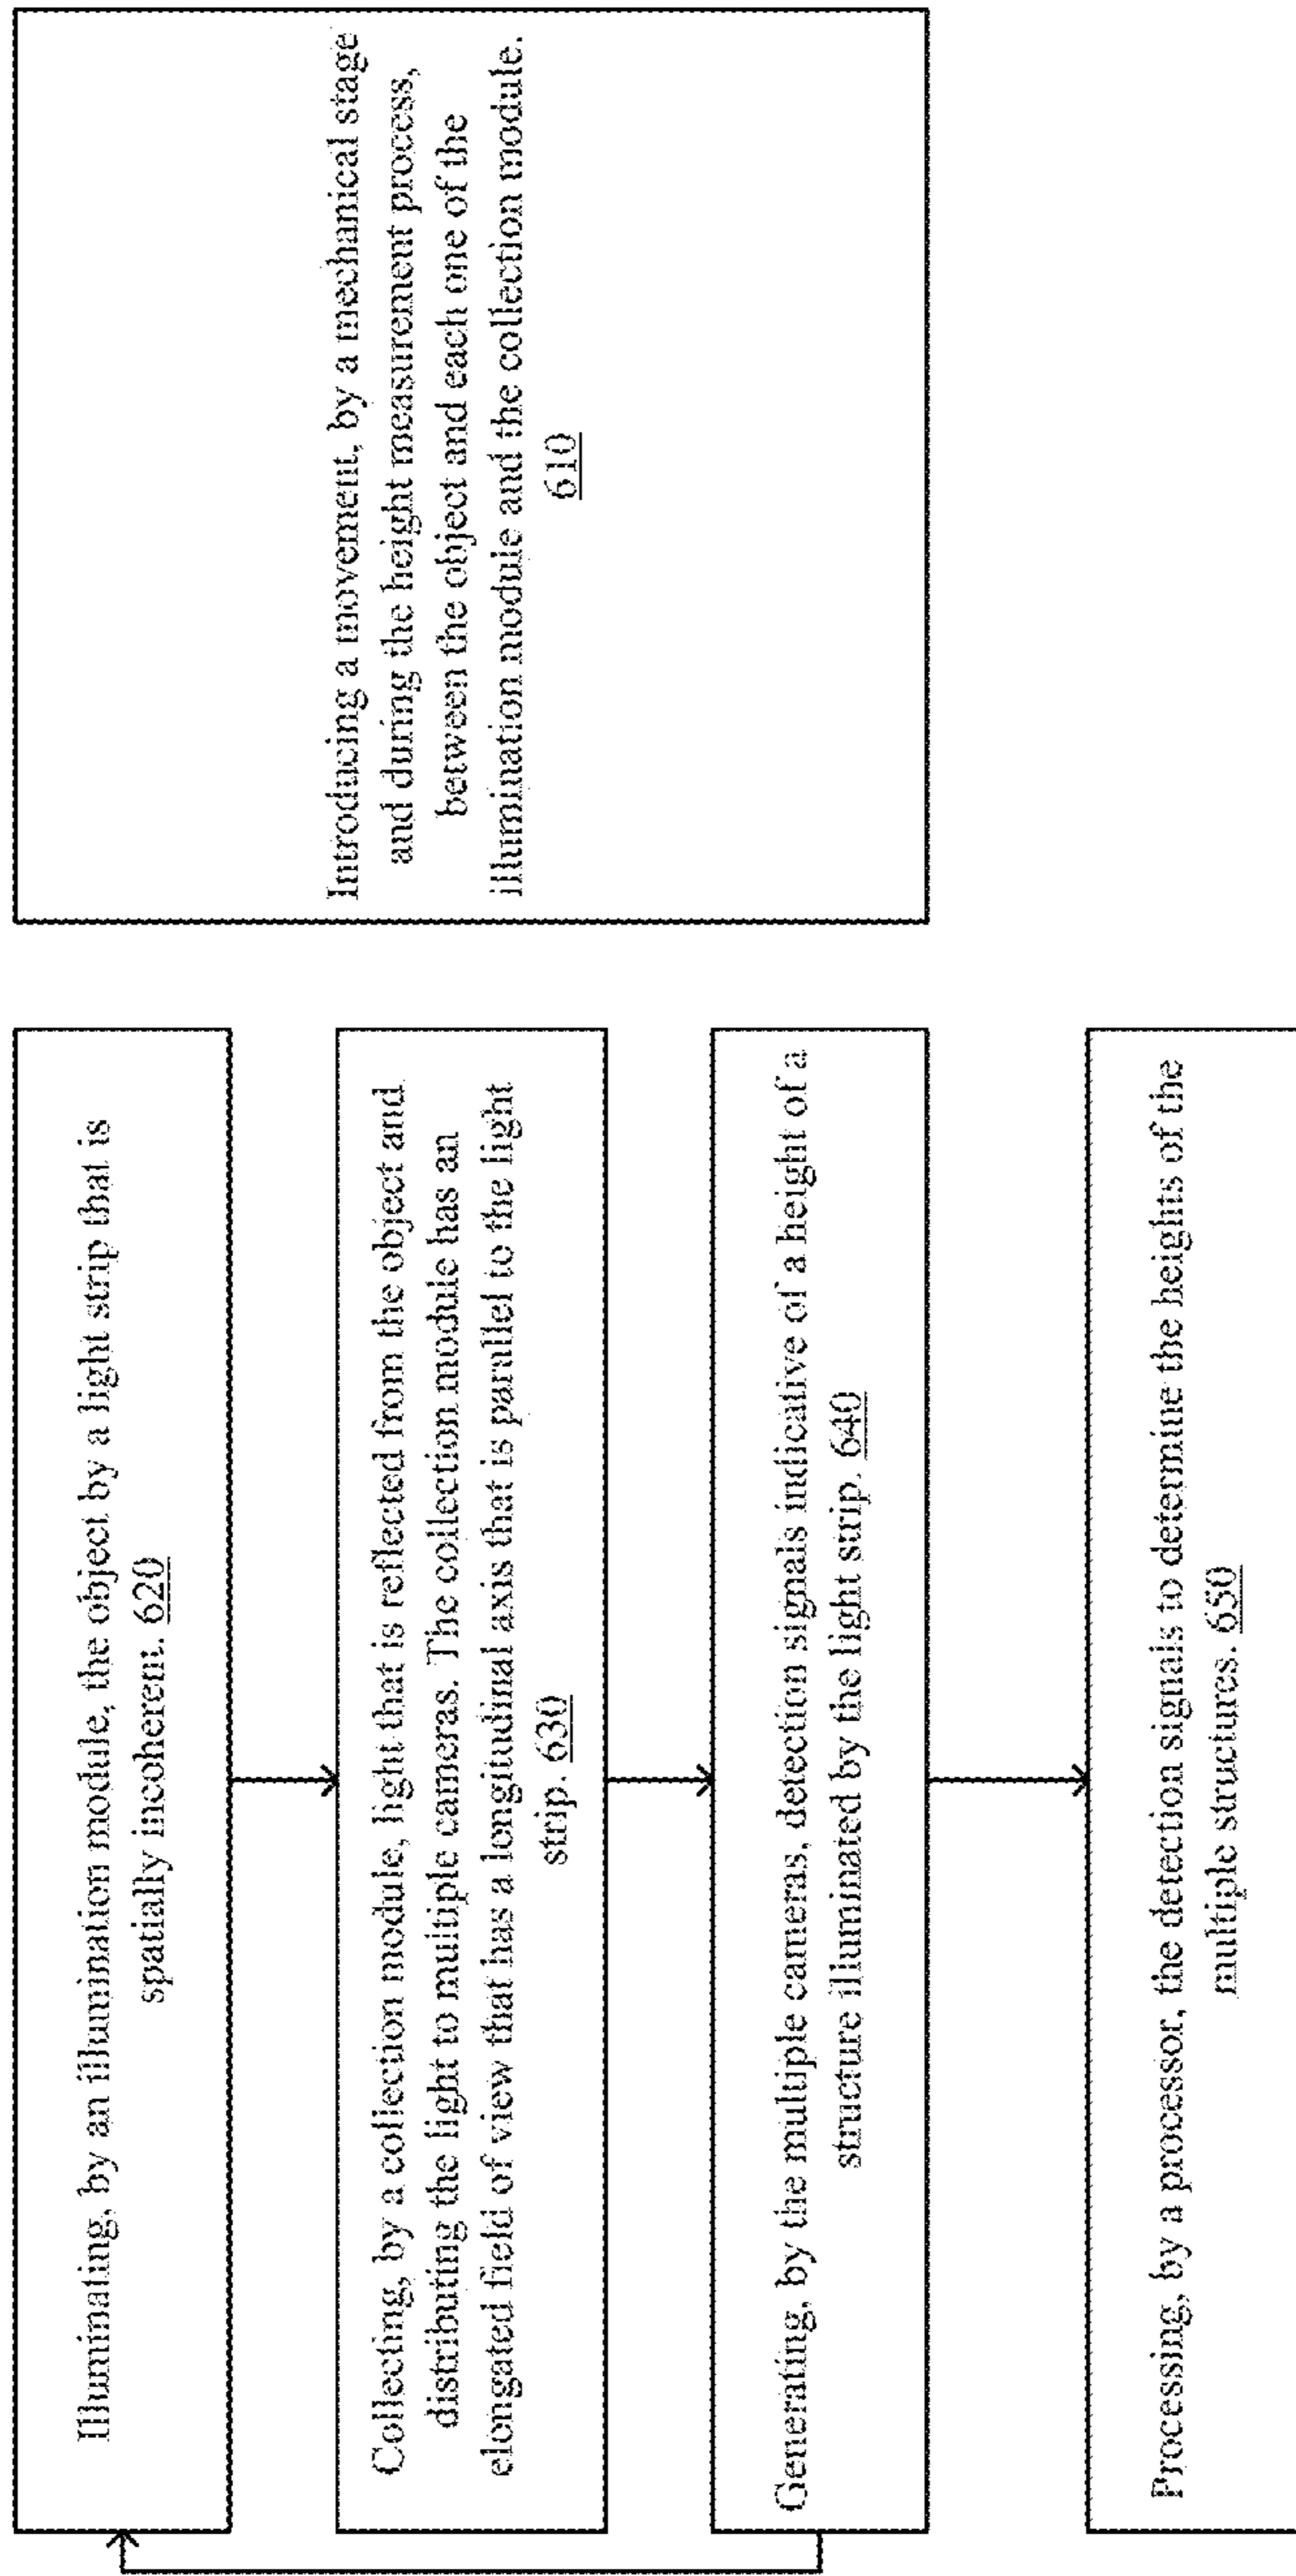 Illuminating, by an illumination module, the object by a light strip that is
spatially incoherent. 620
Collecting, by a collection module, light that is reflected from the object and
distributing the light to multiple cameras. The collection module has an
elongated field of view that has a longitudinal axis that is parallel to the light
strip. 630
Generating, by the multiple cameras, detection signals indicative of a height of a
structure illuminated by the light strip. 640
Processing, by a processor, the detection signals to determine the heights of the
multiple structures. 650
Introducing a movement, by a mechanical stage
and during the height measurement process,
between the object and each one of the
illumination module and the collection module.
610